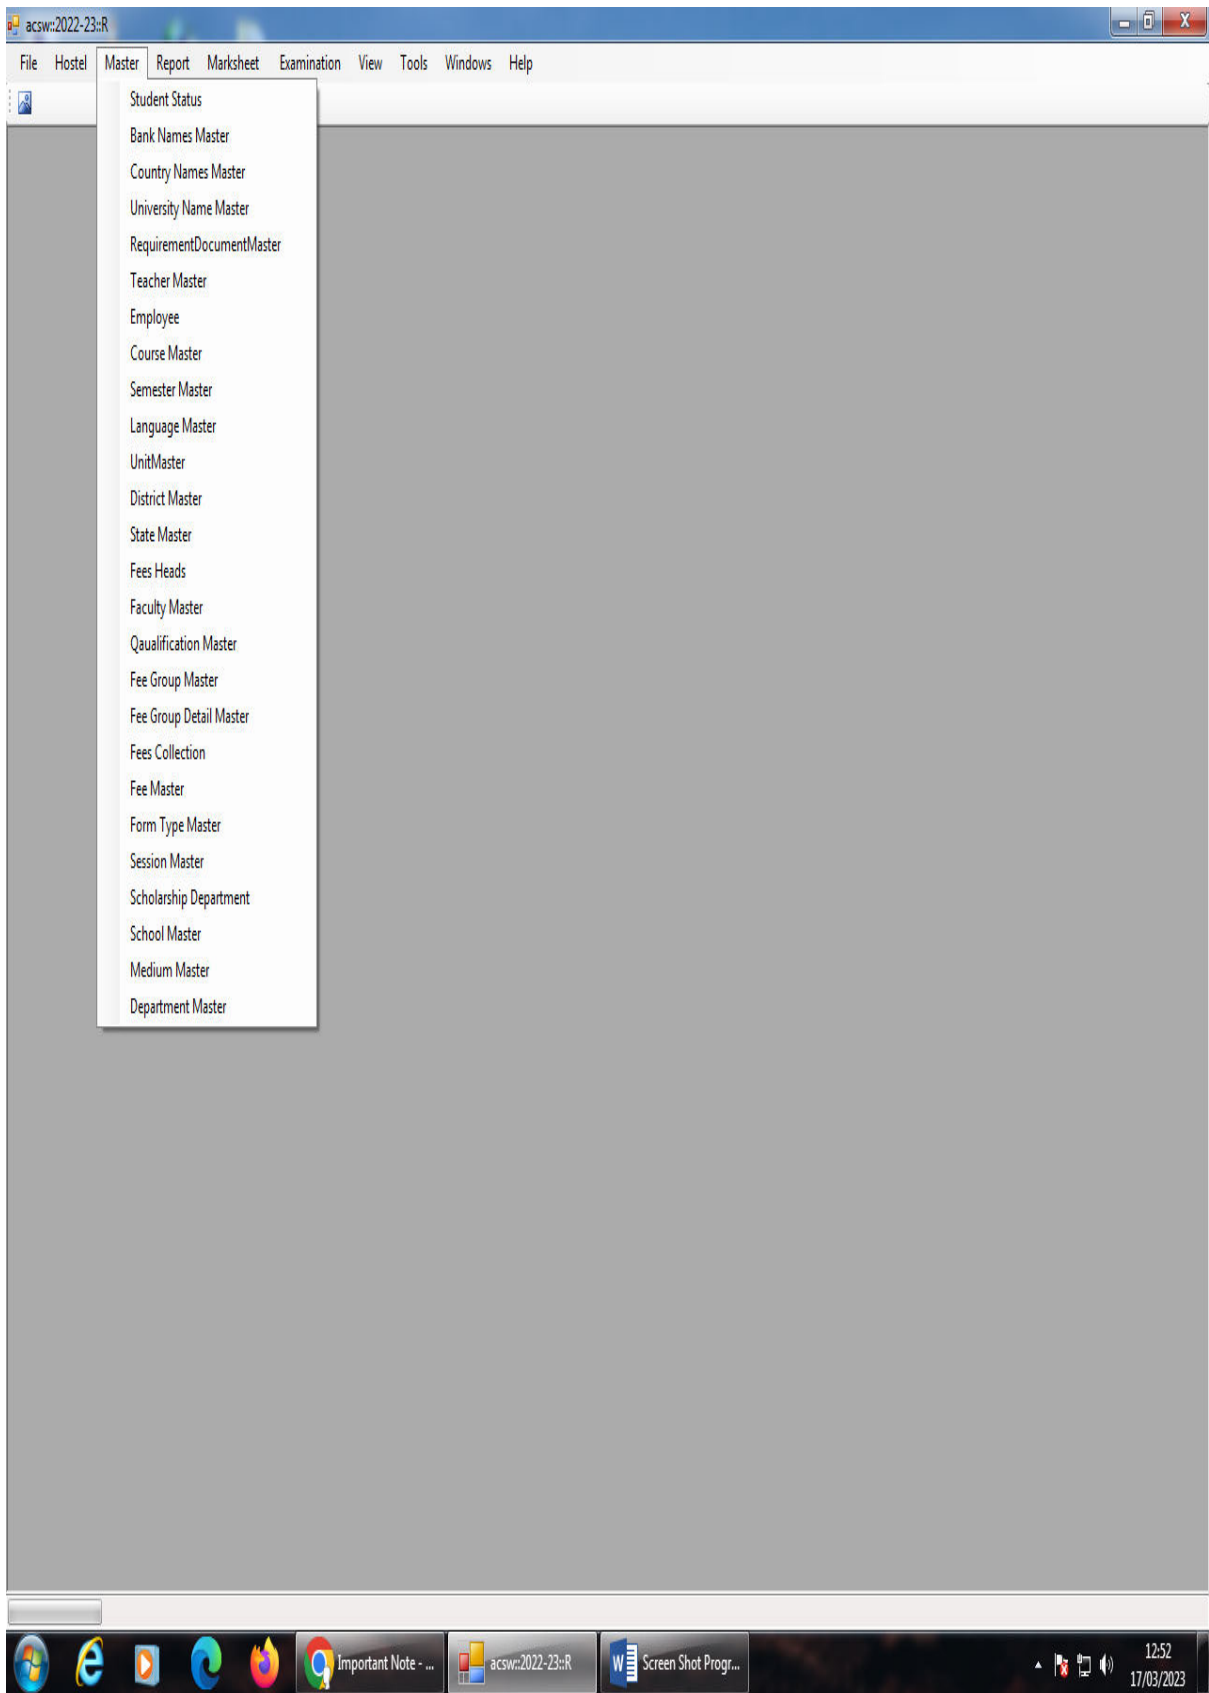 acsw::2022-23::R
File Hostel Master Report Marksheet Examination View Tools Windows Help
Student Status
Bank Names Master
Country Names Master
University Name Master
RequirementDocumentMaster
Teacher Master
Employee
Course Master
Semester Master
Language Master
UnitMaster
District Master
State Master
Fees Heads
Faculty Master
Qaualification Master
Fee Group Master
Fee Group Detail Master
Fees Collection
Fee Master
Form Type Master
Session Master
Scholarship Department
School Master
Medium Master
Department Master
Important Note - ... acsw::2022-23::R Screen Shot Progr... 12:52
17/03/2023